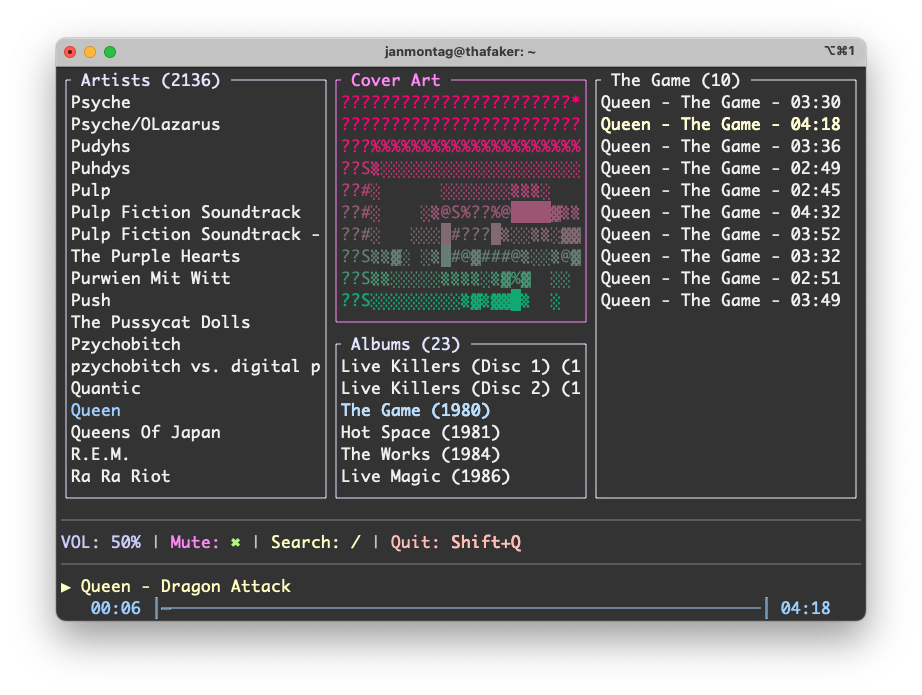 janmontag@thafaker: ~
⌥⌘1
Artists (2136)
Psyche
Psyche/OLazarus
Pudyhs
Puhdys
Pulp
Pulp Fiction Soundtrack
Pulp Fiction Soundtrack -
The Purple Hearts
Purwien Mit Witt
Push
The Pussycat Dolls
Pzychobitch
pzychobitch vs. digital p
Quantic
Queen
Queens Of Japan
R.E.M.
Ra Ra Riot
Cover Art
???????????????????????*
????????????????????????
???%%%%%%%%%%%%%%%%%%%%%
??S▒░░░░░░░░░░░░░░░░░░░░
??#░      ░░░░░░░▒▒▒░
??#░    ░▒@S%??%@████▓▒▒
??#░   ░░░█#???█▒░░▒▒░▓▓
??S▒▒▓░ ░▒█#@▓###@▒░░▒@▓
??S▒▒░░░░░▒▒▒▒░▒▓%▓  ░░
??S░░░░░░░░░▒▓▒▓▓█▒  ░
Albums (23)
Live Killers (Disc 1) (1
Live Killers (Disc 2) (1
The Game (1980)
Hot Space (1981)
The Works (1984)
Live Magic (1986)
The Game (10)
Queen - The Game - 03:30
Queen - The Game - 04:18
Queen - The Game - 03:36
Queen - The Game - 02:49
Queen - The Game - 02:45
Queen - The Game - 04:32
Queen - The Game - 03:52
Queen - The Game - 03:32
Queen - The Game - 02:51
Queen - The Game - 03:49
VOL: 50% | Mute: ✖ | Search: / | Quit: Shift+Q
▶ Queen - Dragon Attack
00:06 04:18